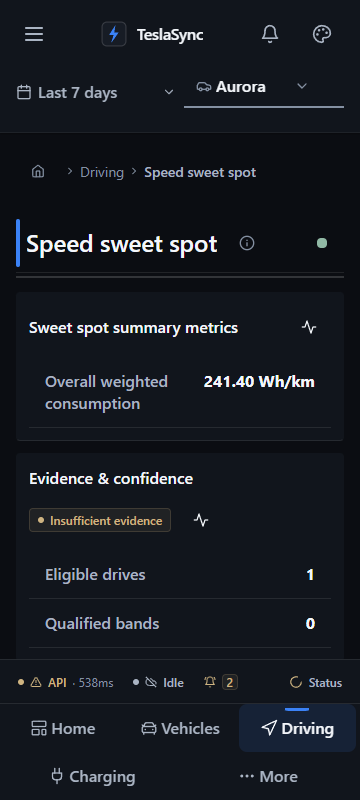 TeslaSync
Last 7 days
Aurora
Driving
Speed sweet spot
Speed sweet spot
Sweet spot summary metrics
Overall weighted consumption 241.40 Wh/km
Evidence & confidence
Insufficient evidence
Eligible drives 1
Qualified bands 0
API · 538ms Idle 2 Status
Home Vehicles Driving
Charging More